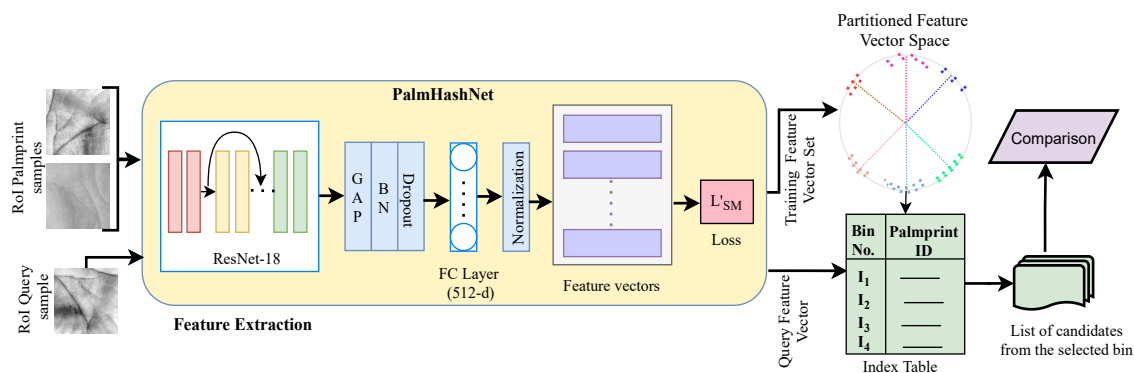 Partitioned Feature
Vector Space
PalmHashNet
RoI Palmprint
samples
ResNet-18
GAP
BN
Dropout
FC Layer
(512-d)
Normalization
Feature vectors
L'SM
Loss
Training Feature
Vector Set
Comparison
RoI Query
sample
Feature Extraction
Query Feature
Vector
Bin
No.
Palmprint
ID
I1
I2
I3
I4
Index Table
List of candidates
from the selected bin